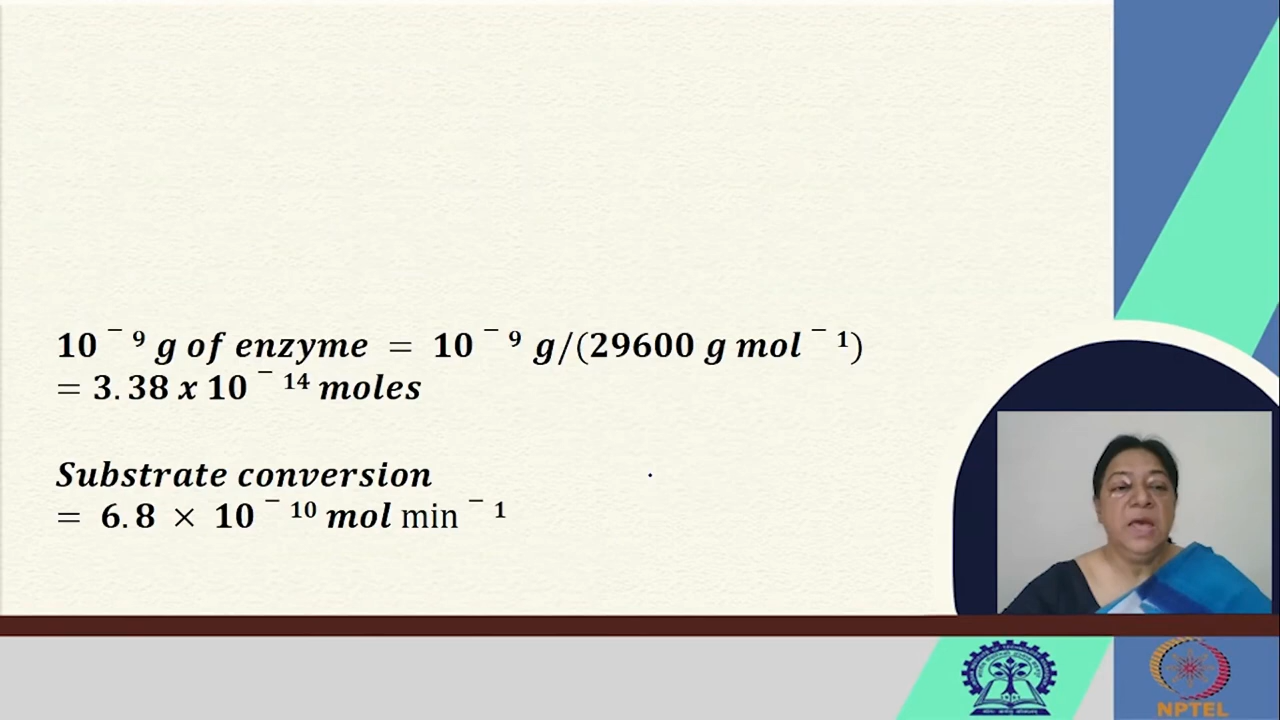 10⁻⁹ g of enzyme = 10⁻⁹ g/(29600 g mol⁻¹)
= 3.38 x 10⁻¹⁴ moles
Substrate conversion
= 6.8 × 10⁻¹⁰ mol min⁻¹
NPTEL